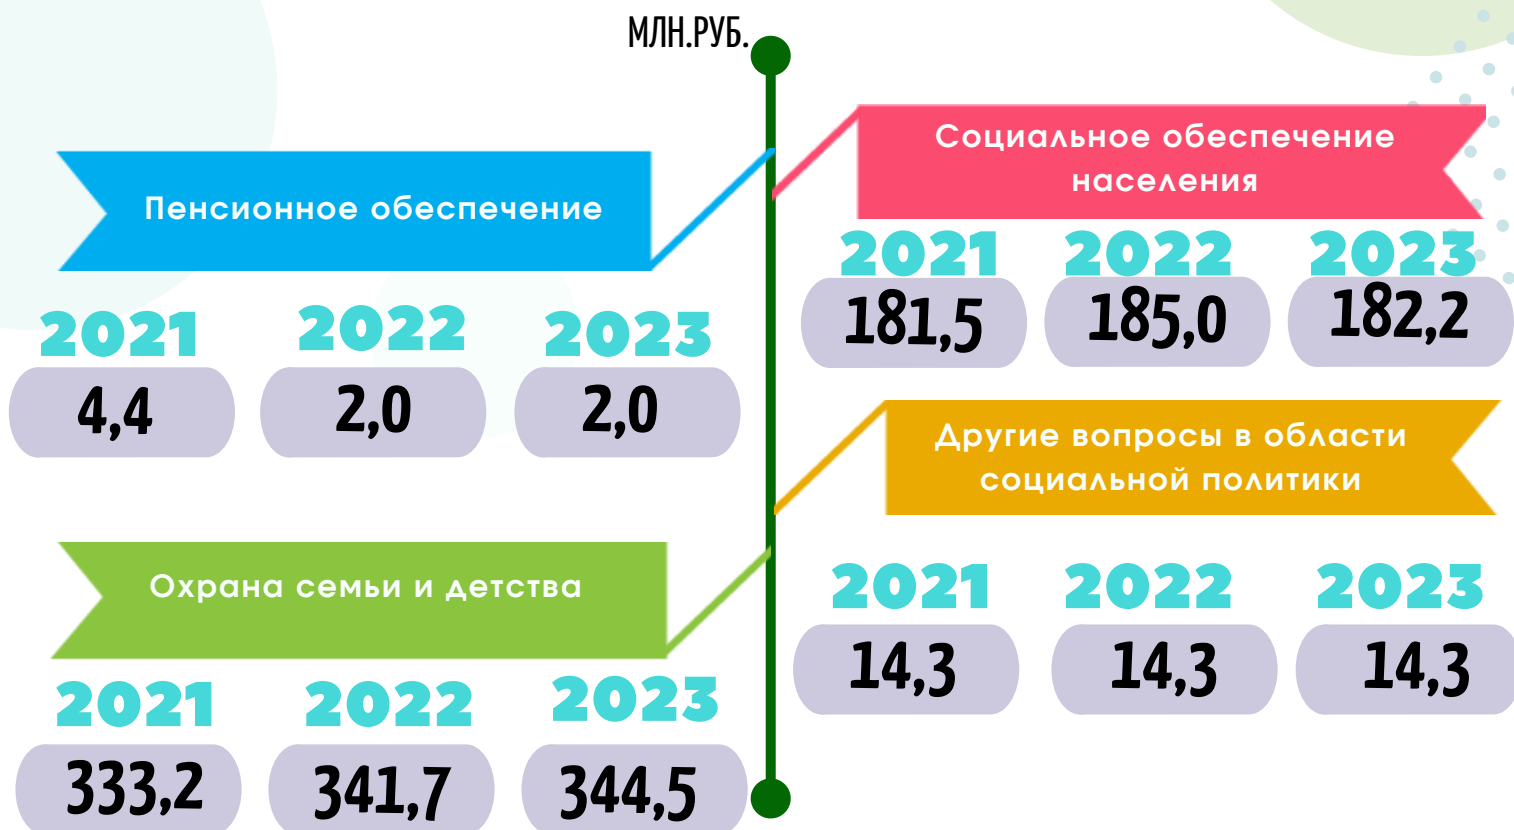 МЛН.РУБ.
Пенсионное обеспечение
2021 2022 2023
4,4 2,0 2,0
Социальное обеспечение
населения
2021 2022 2023
181,5 185,0 182,2
Охрана семьи и детства
2021 2022 2023
333,2 341,7 344,5
Другие вопросы в области
социальной политики
2021 2022 2023
14,3 14,3 14,3